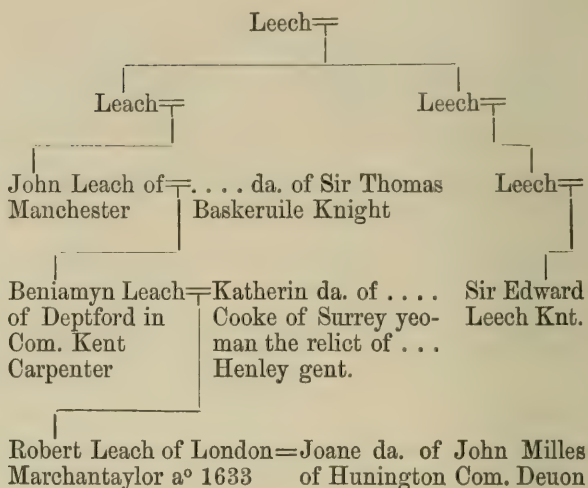 Leech
Leach
Leech
John Leach of
Manchester
.... da. of Sir Thomas
Baskeruile Knight
Leech
Beniamyn Leach
of Deptford in
Com. Kent
Carpenter
Katherin da. of ....
Cooke of Surrey yeo-
man the relict of ...
Henley gent.
Sir Edward
Leech Knt.
Robert Leach of London=Joane da. of John Milles
Marchantaylor aº 1633 of Hunington Com. Deuon